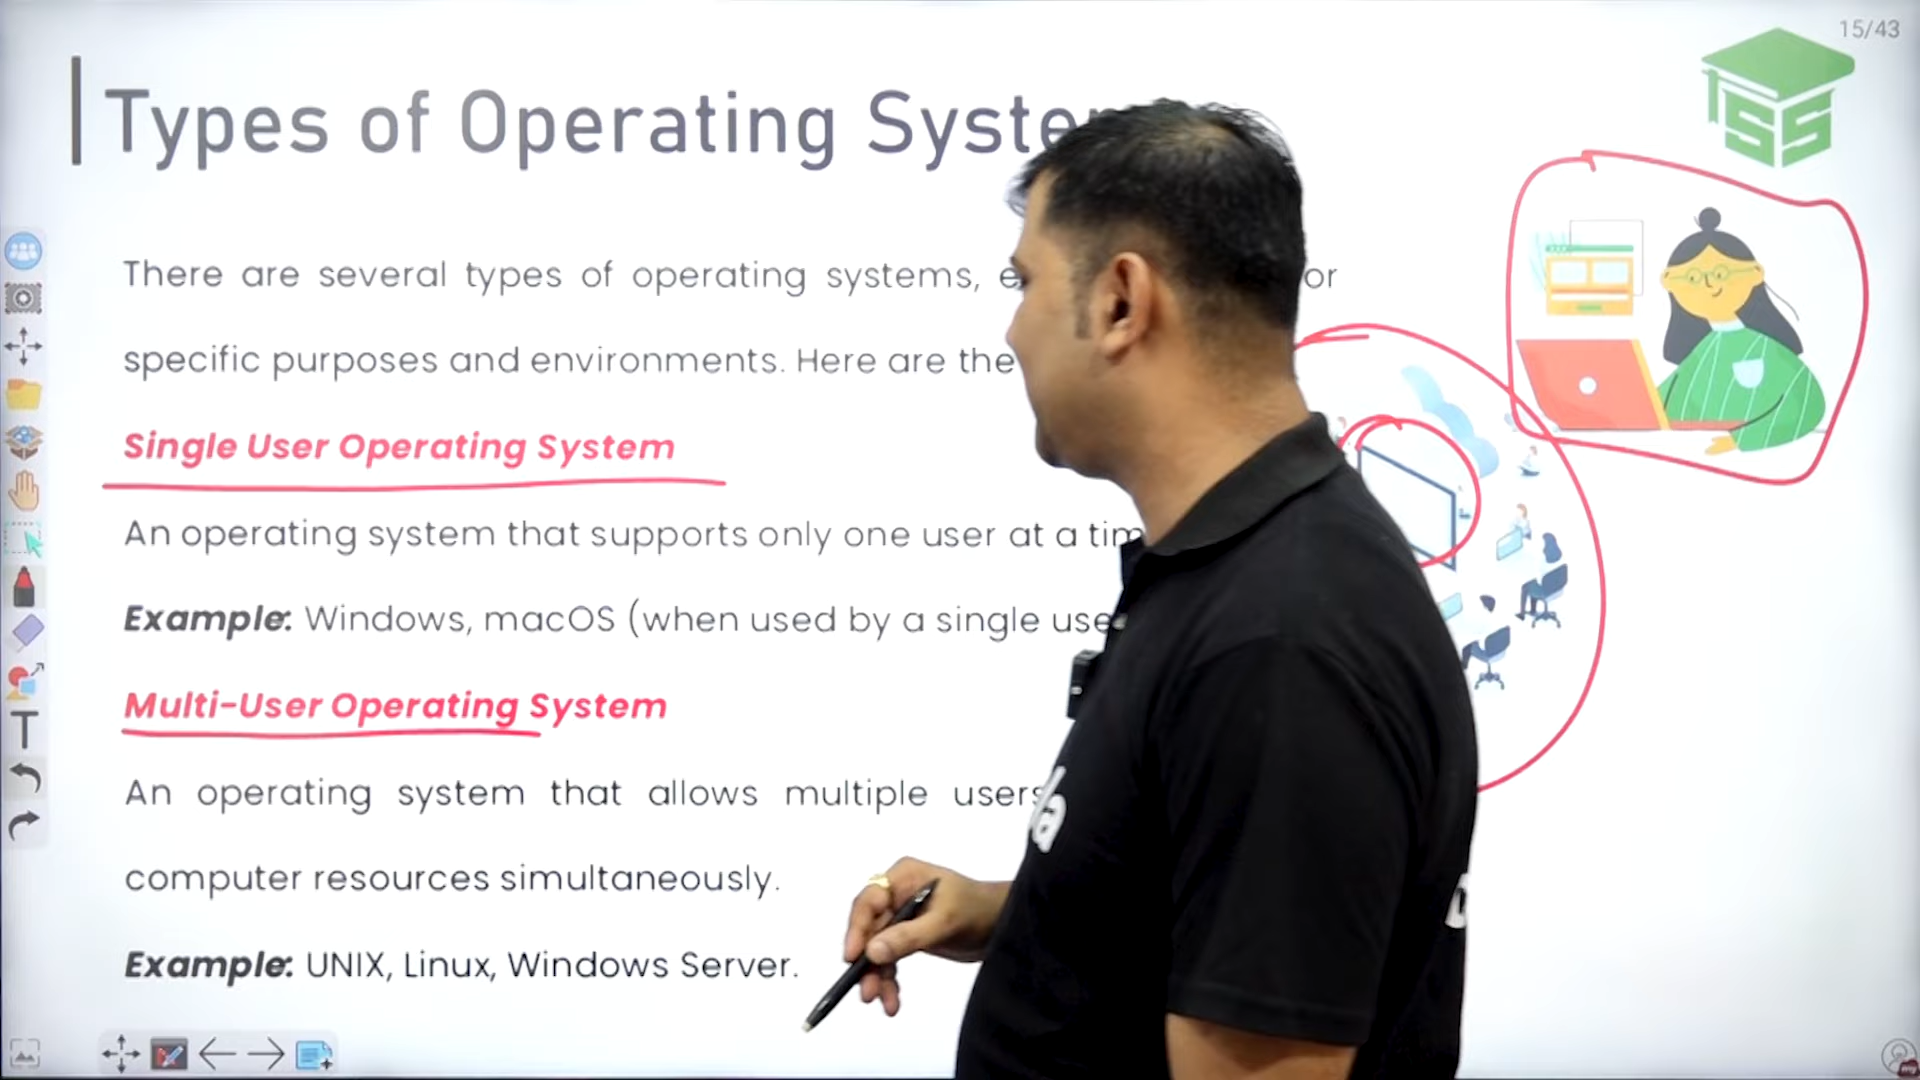 15/43
SS
Types of Operating
There are several types of operating systems, or
specific purposes and environments. Here are the
Single User Operating System
An operating system that supports only one user at a
Example: Windows, macOS (when used by a single
Multi-User Operating System
An operating system that allows multiple users
computer resources simultaneously.
Example: UNIX, Linux, Windows Server.